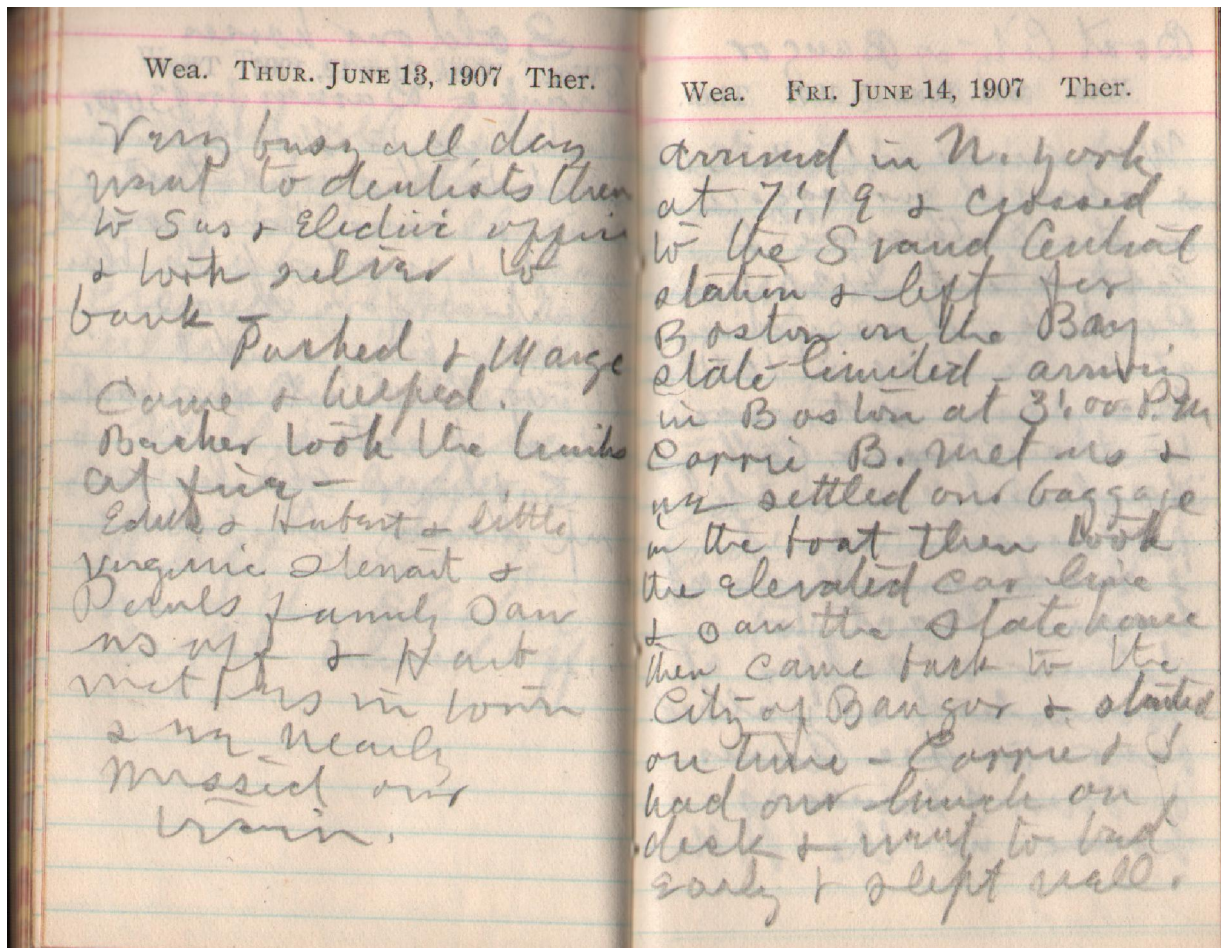 Wea. THUR. JUNE 13, 1907 Ther.
Very busy all day
went to dentists then
to Gas & Electric office
& took silver to
bank –
Packed & Marge
Came & helped.
Barker took the trunks
at five –
& Hubert & little
Virginia Stewart &
family saw
us off & Harb
met us in town
& we nearly
missed our
train.
Wea. FRI. JUNE 14, 1907 Ther.
arrived in N. York
at 7:19 & crossed
to the Grand Central
station & left for
Boston on the Bay
state limited – arriving
in Boston at 3:00 P.M
Carrie B. met us &
we settled our baggage
in the boat then took
the Elevated car line
& saw the State house
then came back to the
City of Bangor & started
on time – Carrie & I
had our lunch on
deck & went to bed
early & slept well.